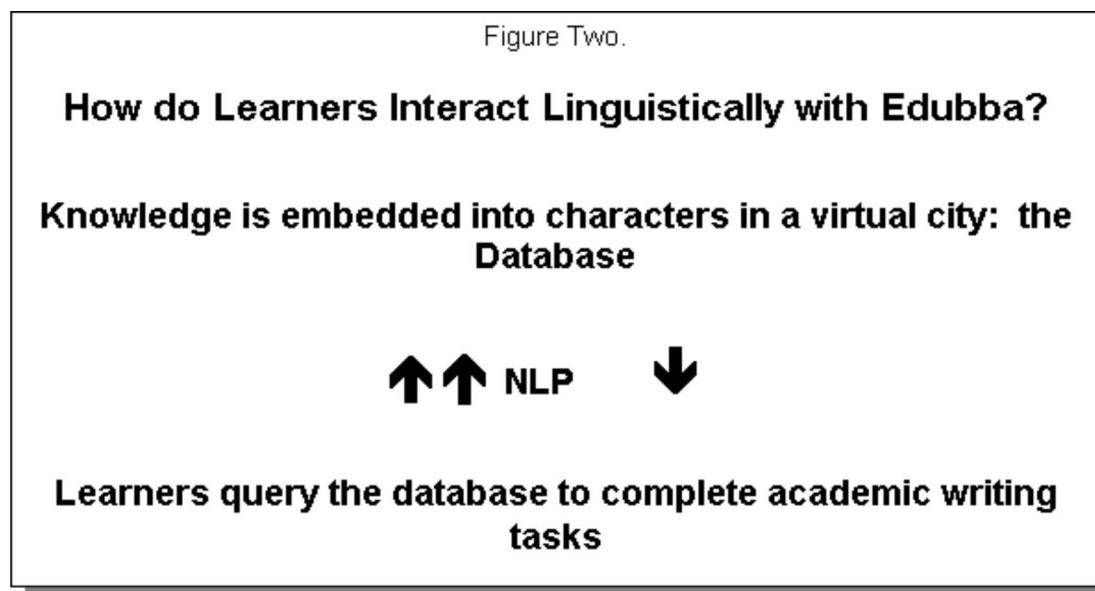 Figure Two.
How do Learners Interact Linguistically with Edubba?
Knowledge is embedded into characters in a virtual city: the
Database
NLP
Learners query the database to complete academic writing
tasks